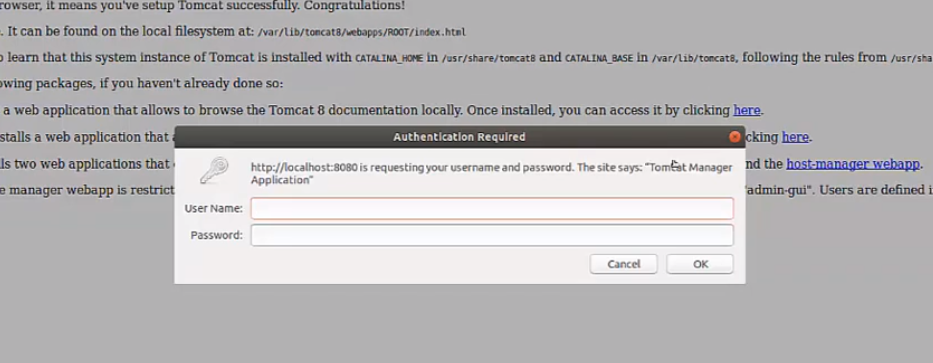 rowser, it means you've setup Tomcat successfully. Congratulations!
. It can be found on the local filesystem at: /var/lib/tomcat8/webapps/ROOT/index.html
o learn that this system instance of Tomcat is installed with CATALINA_HOME in /usr/share/tomcat8 and CATALINA_BASE in /var/lib/tomcat8, following the rules from /usr/sha
owing packages, if you haven't already done so:
a web application that allows to browse the Tomcat 8 documentation locally. Once installed, you can access it by clicking here.
stalls a web application that a
cking here.
ls two web applications that
nd the host-manager webapp.
e manager webapp is restrict
"admin-gui". Users are defined i
Authentication Required
http://localhost:8080 is requesting your username and password. The site says: "Tomcat Manager
Application"
User Name:
Password:
Cancel
OK